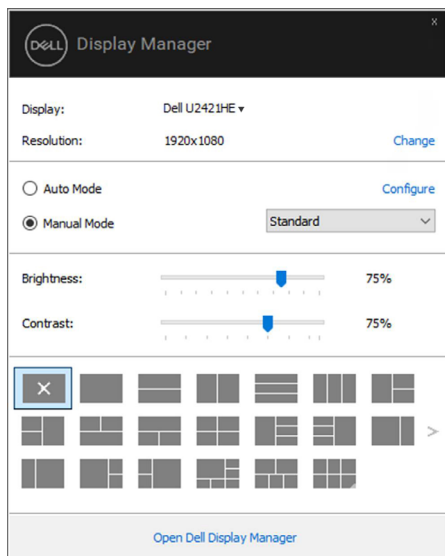 x
DELL Display Manager
Display: Dell U2421HE ▾
Resolution: 1920x1080 Change
Auto Mode Configure
Manual Mode Standard
Brightness: 75%
Contrast: 75%
Open Dell Display Manager